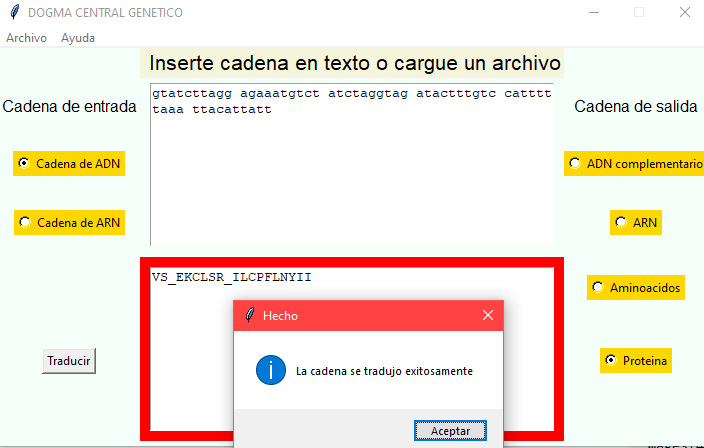 DOGMA CENTRAL GENETICO
Archivo Ayuda
Inserte cadena en texto o cargue un archivo
Cadena de entrada
gtatcttagg agaaatgtct atctaggtag atactttgtc catttt
taaa ttacattatt
Cadena de salida
Cadena de ADN
ADN complementario
Cadena de ARN
ARN
VS_EKCLSR_ILCPFLNYII
Aminoacidos
Hecho
La cadena se tradujo exitosamente
Traducir
Proteina
Aceptar